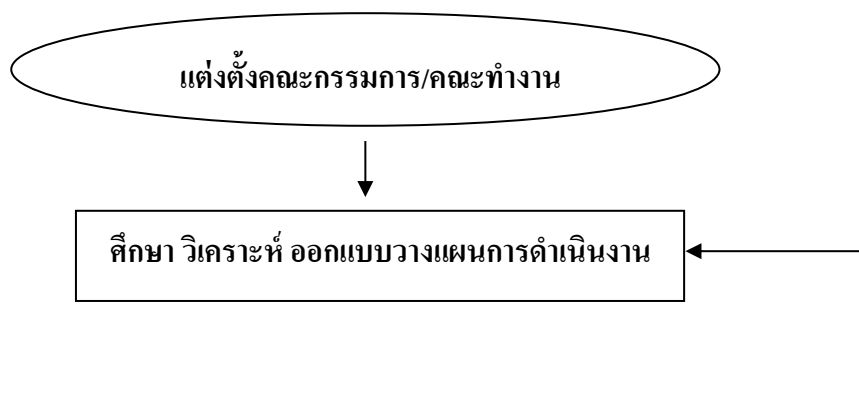 แต่งตั้งคณะกรรมการ/คณะทำงาน
ศึกษา วิเคราะห์ ออกแบบวางแผนการดำเนินงาน